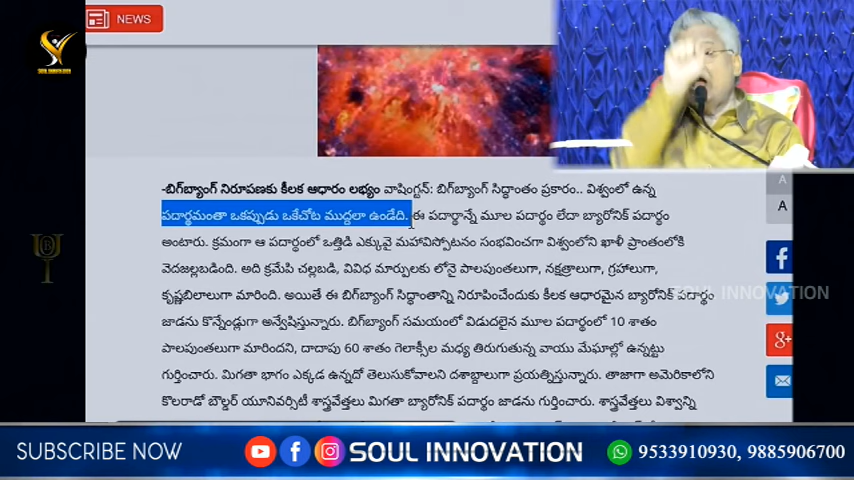 NEWS
SOUL INNOVATION
-బిగ్‌బ్యాంగ్ నిరూపణకు కీలక ఆధారం లభ్యం వాషింగ్టన్: బిగ్‌బ్యాంగ్ సిద్ధాంతం ప్రకారం.. విశ్వంలో ఉన్న
పదార్థమంతా ఒకప్పుడు ఒకేచోట ముద్దలా ఉండేది. ఈ పదార్థాన్నే మూల పదార్థం లేదా బ్యారోనిక్ పదార్థం
అంటారు. క్రమంగా ఆ పదార్థంలో ఒత్తిడి ఎక్కువై మహావిస్ఫోటనం సంభవించగా విశ్వంలోని ఖాళీ ప్రాంతంలోకి
వెదజల్లబడింది. అది క్రమేపి చల్లబడి, వివిధ మార్పులకు లోనై పాలపుంతలుగా, నక్షత్రాలుగా, గ్రహాలుగా,
కృష్ణబిలాలుగా మారింది. అయితే ఈ బిగ్‌బ్యాంగ్ సిద్ధాంతాన్ని నిరూపించేందుకు కీలక ఆధారమైన బ్యారోనిక్ పదార్థం
జాడను కొన్నేండ్లుగా అన్వేషిస్తున్నారు. బిగ్‌బ్యాంగ్ సమయంలో విడుదలైన మూల పదార్థంలో 10 శాతం
పాలపుంతలుగా మారిందని, దాదాపు 60 శాతం గెలాక్సీల మధ్య తిరుగుతున్న వాయు మేఘాల్లో ఉన్నట్టు
గుర్తించారు. మిగతా భాగం ఎక్కడ ఉన్నదో తెలుసుకోవాలని దశాబ్దాలుగా ప్రయత్నిస్తున్నారు. తాజాగా అమెరికాలోని
కొలరాడో బౌల్డర్ యూనివర్సిటీ శాస్త్రవేత్తలు మిగతా బ్యారోనిక్ పదార్థం జాడను గుర్తించారు. శాస్త్రవేత్తలు విశ్వాన్ని
A
A
f
g+
SOUL INNOVATION
SUBSCRIBE NOW
f
SOUL INNOVATION
9533910930, 9885906700